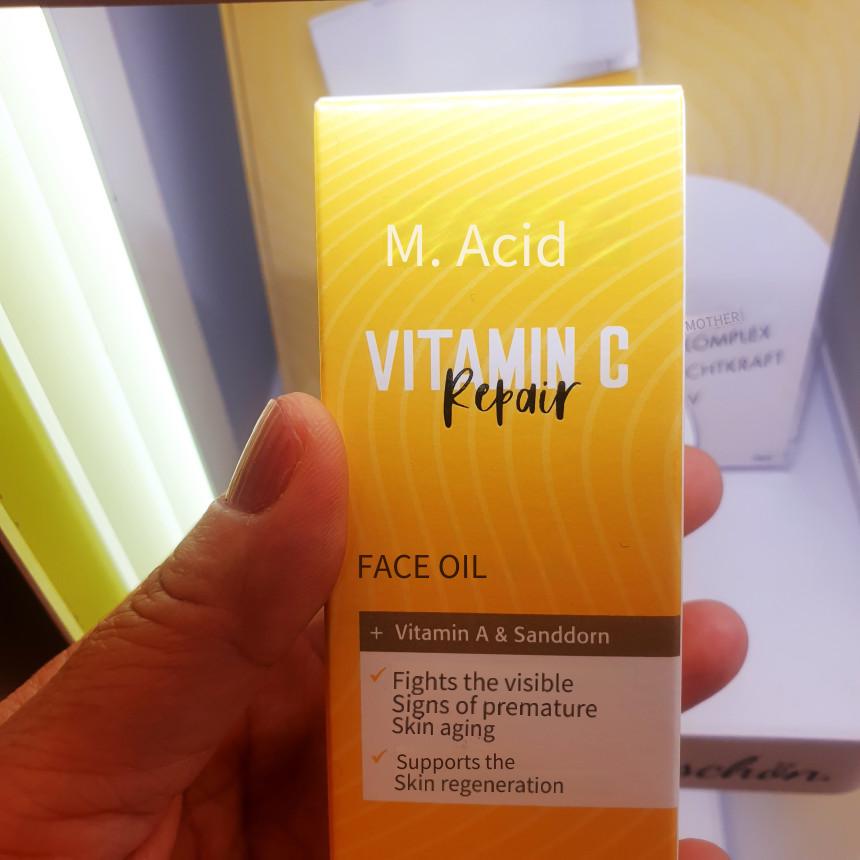 M. Acid
VITAMIN C
Repair
FACE OIL
+ Vitamin A & Sanddorn
Fights the visible
Signs of premature
Skin aging
Supports the
Skin regeneration
MOTHER
COMPLEX
CHTKRAFT
V
schön.